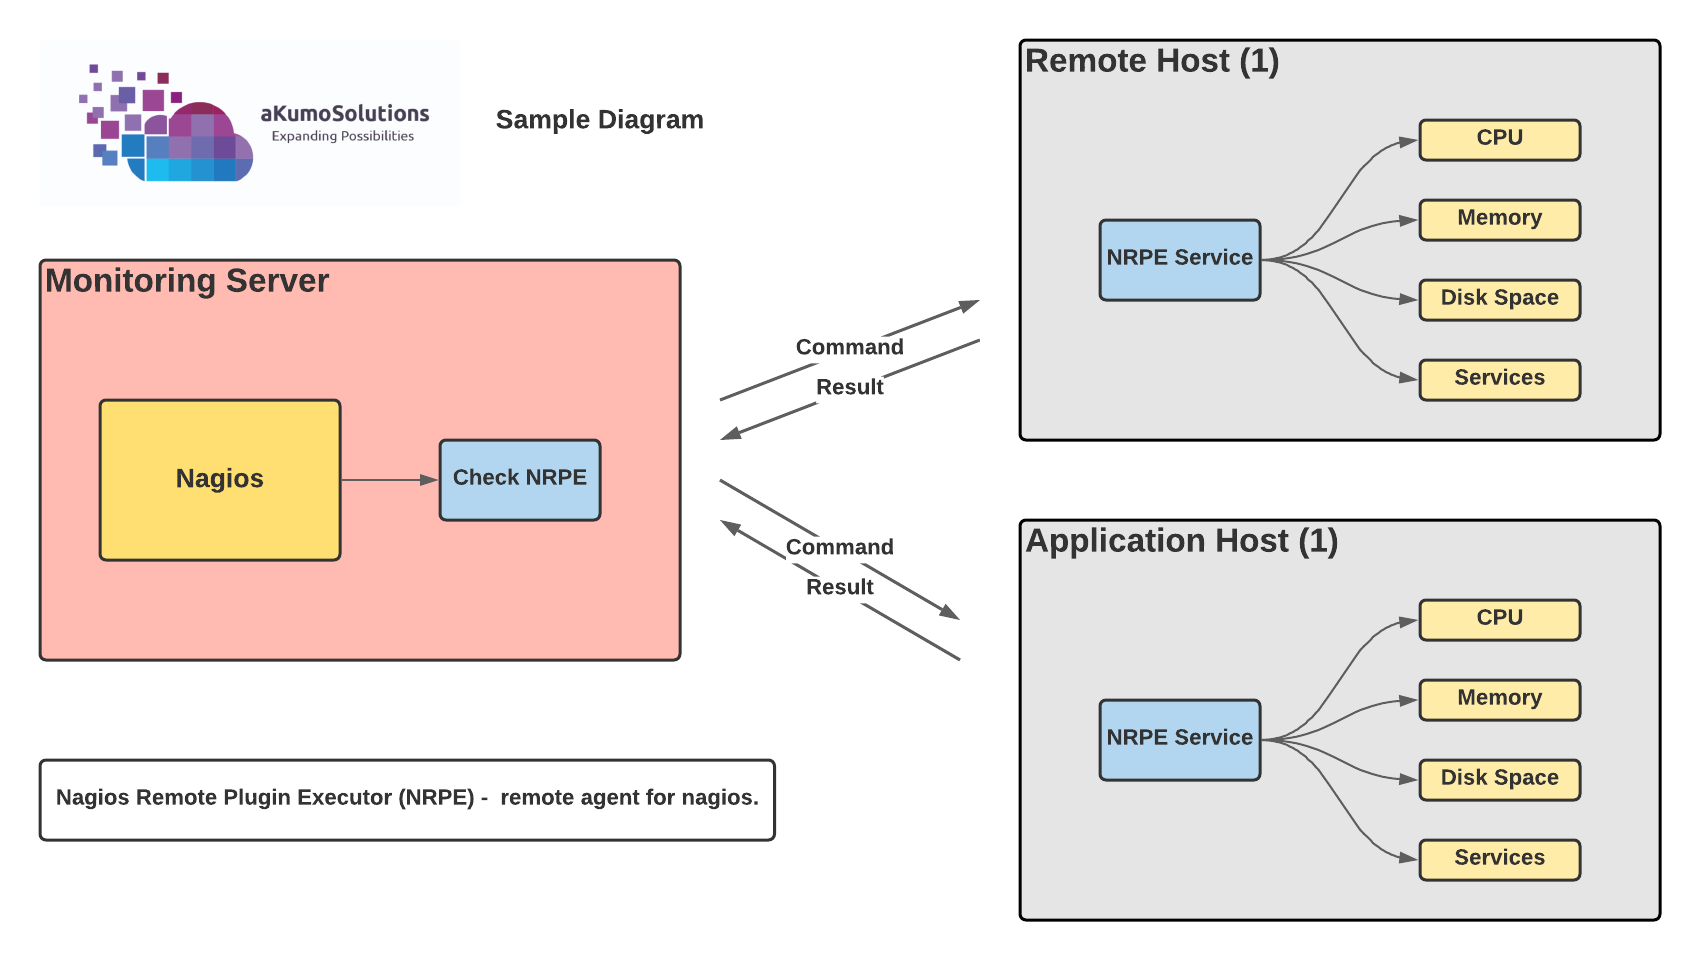 aKumoSolutions
Expanding Possibilities
Sample Diagram
Monitoring Server
Nagios
Check NRPE
Command
Result
Command
Result
Remote Host (1)
NRPE Service
CPU
Memory
Disk Space
Services
Application Host (1)
NRPE Service
CPU
Memory
Disk Space
Services
Nagios Remote Plugin Executor (NRPE) -  remote agent for nagios.